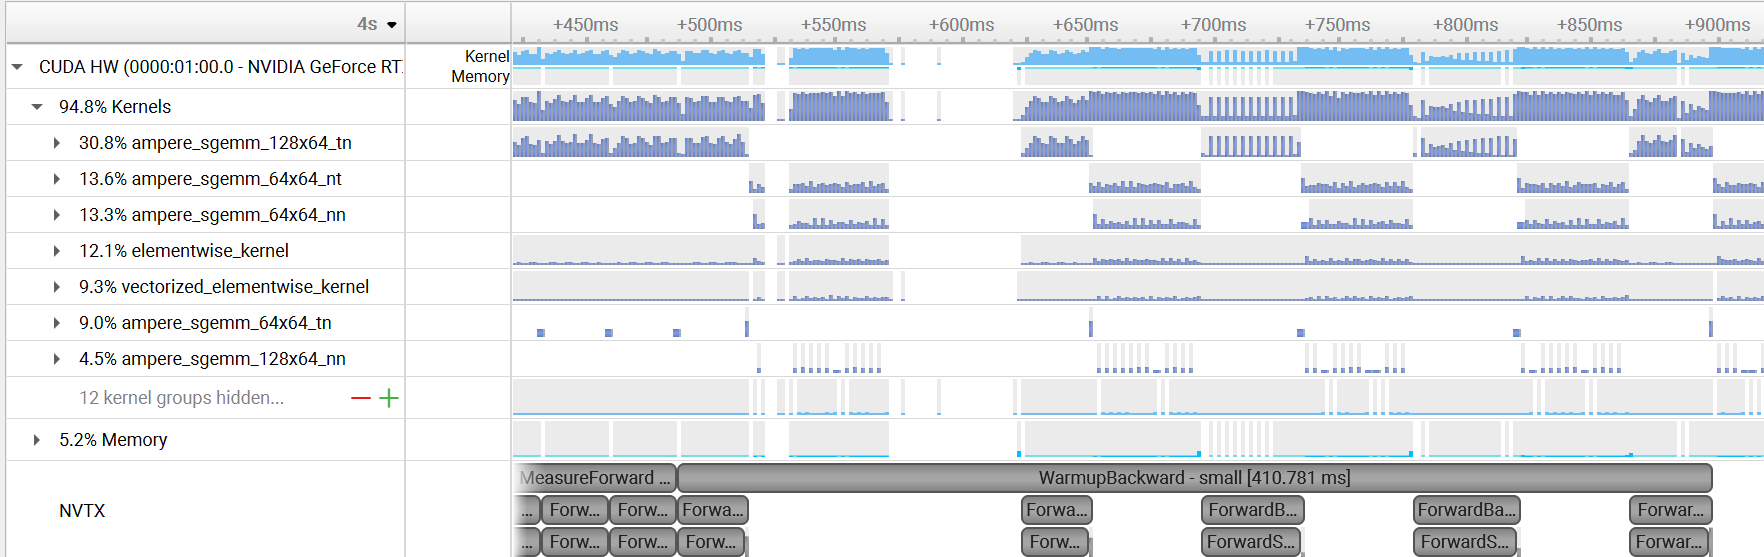 4s +450ms +500ms +550ms +600ms +650ms +700ms +750ms +800ms +850ms +900ms
CUDA HW (0000:01:00.0 - NVIDIA GeForce RT Kernel
Memory
94.8% Kernels
30.8% ampere_sgemm_128x64_tn
13.6% ampere_sgemm_64x64_nt
13.3% ampere_sgemm_64x64_nn
12.1% elementwise_kernel
9.3% vectorized_elementwise_kernel
9.0% ampere_sgemm_64x64_tn
4.5% ampere_sgemm_128x64_nn
12 kernel groups hidden...
5.2% Memory
MeasureForward ... WarmupBackward - small [410.781 ms]
NVTX ... Forw... Forw... Forwa... Forwa... ForwardB... ForwardBa... Forwar...
... Forw... Forw... Forw... Forw... ForwardS... ForwardS... Forwar...